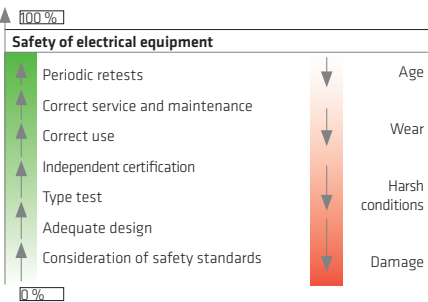 100 %
Safety of electrical equipment
Periodic retests
Correct service and maintenance
Correct use
Independent certification
Type test
Adequate design
Consideration of safety standards
Age
Wear
Harsh
conditions
Damage
0 %